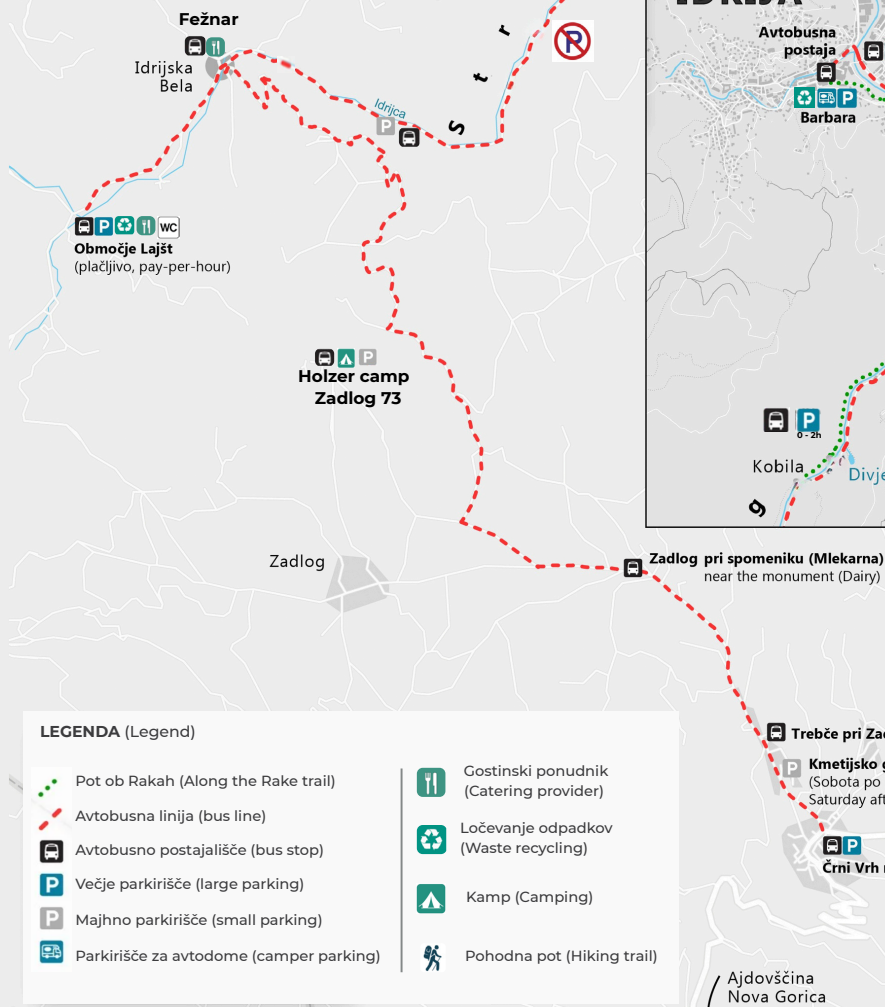 Fežnar
Idrijska
Bela
Idrijca
P
S t r
P
IDRIJA
Avtobusna
postaja
P
Barbara
P
0 - 2h
Kobila
Divje
g
P
WC
Območje Lajšt
(plačljivo, pay-per-hour)
P
Holzer camp
Zadlog 73
Zadlog
Zadlog pri spomeniku (Mlekarna)
near the monument (Dairy)
Trebče pri
P
Kmetijsko
(Sobota po
Saturday
P
Črni Vrh
Ajdovščina
Nova Gorica
LEGENDA (Legend)
Pot ob Rakah (Along the Rake trail)
Avtobusna linija (bus line)
Avtobusno postajališče (bus stop)
P Večje parkirišče (large parking)
P Majhno parkirišče (small parking)
Parkirišče za avtodome (camper parking)
Gostinski ponudnik
(Catering provider)
Ločevanje odpadkov
(Waste recycling)
Kamp (Camping)
Pohodna pot (Hiking trail)